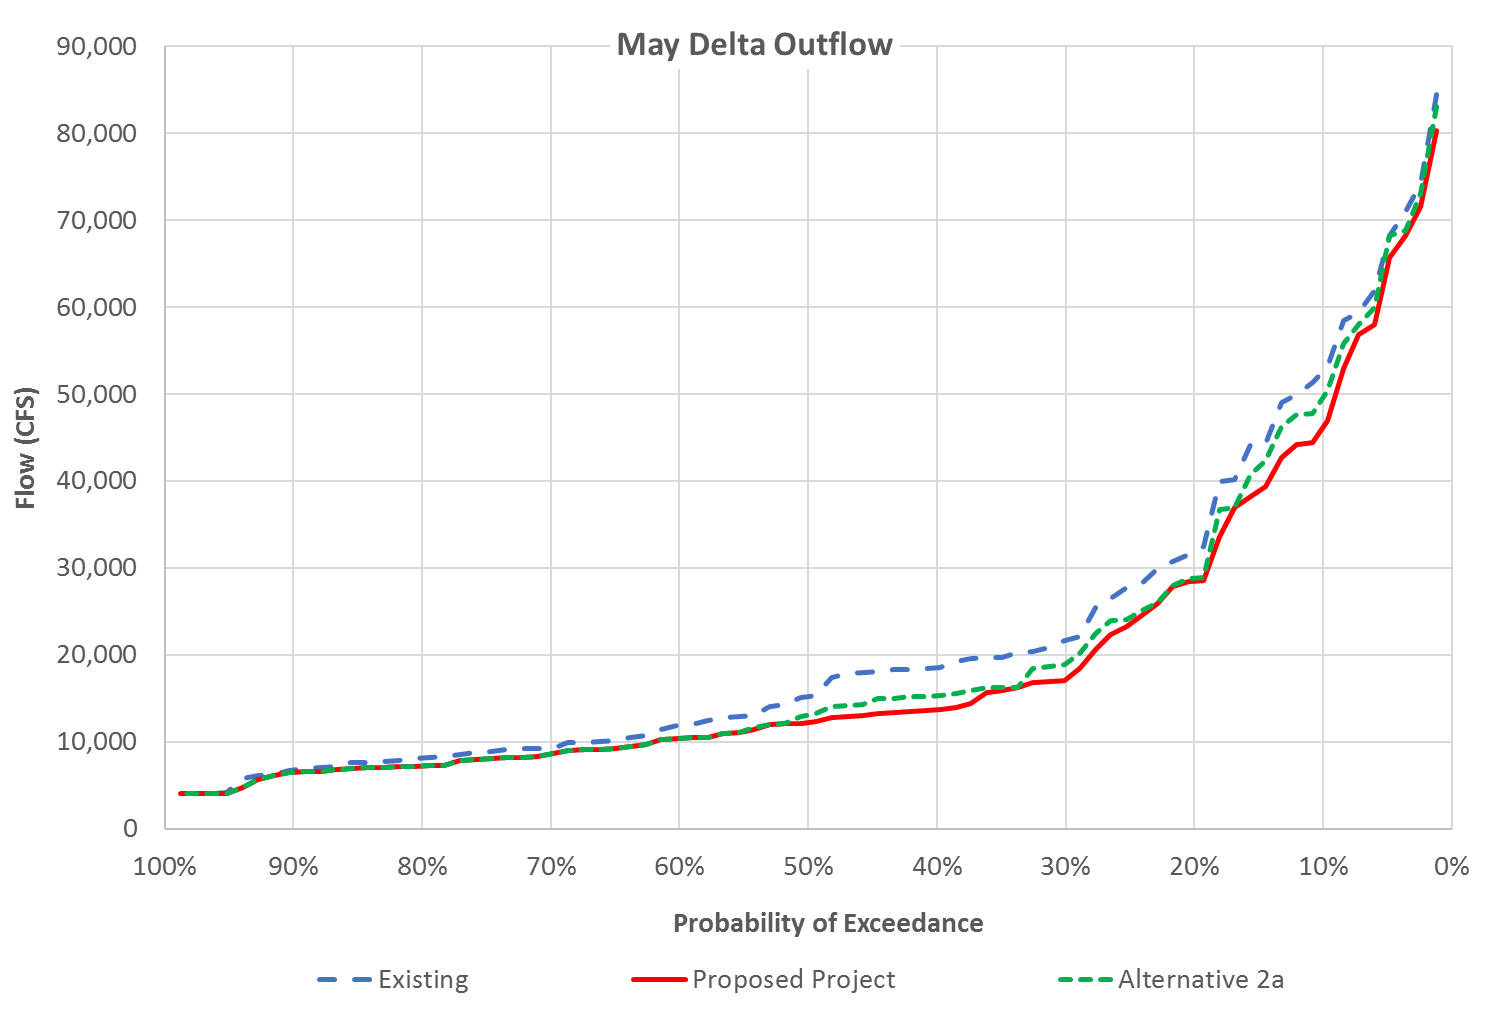 May Delta Outflow
90,000
80,000
70,000
60,000
50,000
40,000
30,000
20,000
10,000
0
Flow (CFS)
100% 90% 80% 70% 60% 50% 40% 30% 20% 10% 0%
Probability of Exceedance
Existing Proposed Project Alternative 2a